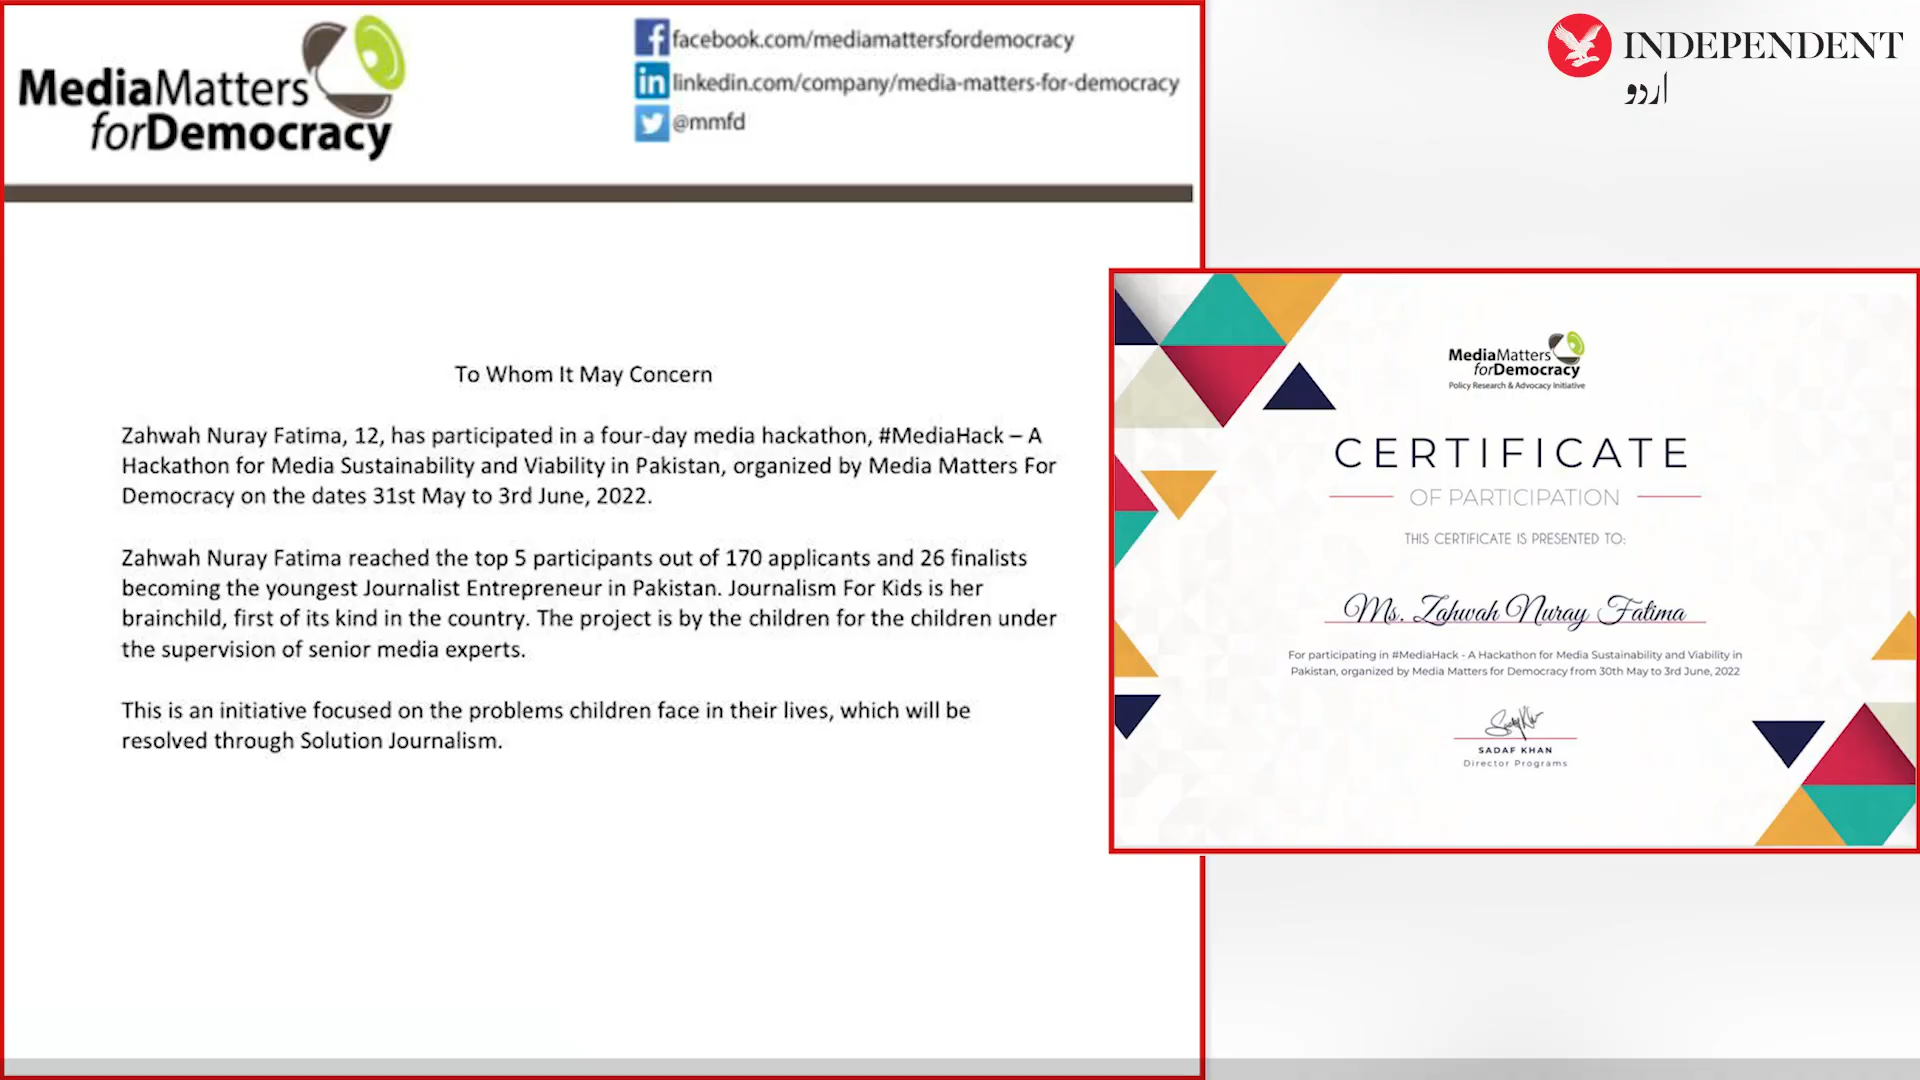 MediaMatters
forDemocracy
facebook.com/mediamattersfordemocracy
linkedin.com/company/media-matters-for-democracy
@mmfd
To Whom It May Concern
Zahwah Nuray Fatima, 12, has participated in a four-day media hackathon, #MediaHack – A
Hackathon for Media Sustainability and Viability in Pakistan, organized by Media Matters For
Democracy on the dates 31st May to 3rd June, 2022.
Zahwah Nuray Fatima reached the top 5 participants out of 170 applicants and 26 finalists
becoming the youngest Journalist Entrepreneur in Pakistan. Journalism For Kids is her
brainchild, first of its kind in the country. The project is by the children for the children under
the supervision of senior media experts.
This is an initiative focused on the problems children face in their lives, which will be
resolved through Solution Journalism.
INDEPENDENT
اردو
MediaMatters
forDemocracy
Policy Research & Advocacy Initiative
CERTIFICATE
OF PARTICIPATION
THIS CERTIFICATE IS PRESENTED TO:
Ms. Zahwah Nuray Fatima
For participating in #MediaHack - A Hackathon for Media Sustainability and Viability in
Pakistan, organized by Media Matters for Democracy from 30th May to 3rd June, 2022
SADAF KHAN
Director Programs